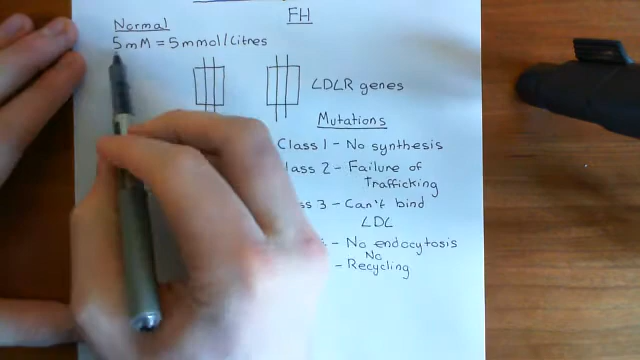 FH
Normal
5mM = 5mmol/Litres
LDLR genes
Mutations
Class 1 - No synthesis
lass 2 - Failure of
trafficking
ss 3 - Can't bind
LDL
- No endocytosis
No
- Recycling